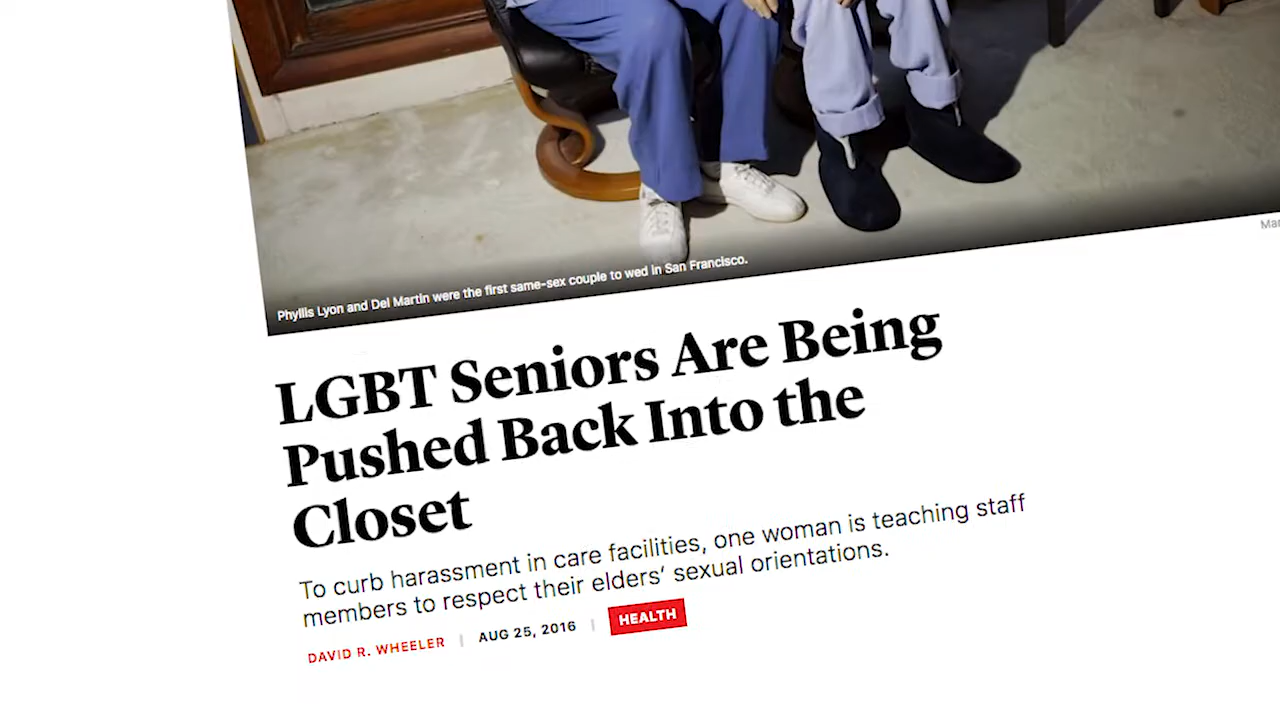 Phyllis Lyon and Del Martin were the first same-sex couple to wed in San Francisco.
LGBT Seniors Are Being
Pushed Back Into the
Closet
To curb harassment in care facilities, one woman is teaching staff
members to respect their elders’ sexual orientations.
DAVID R. WHEELER | AUG 25, 2016 | HEALTH